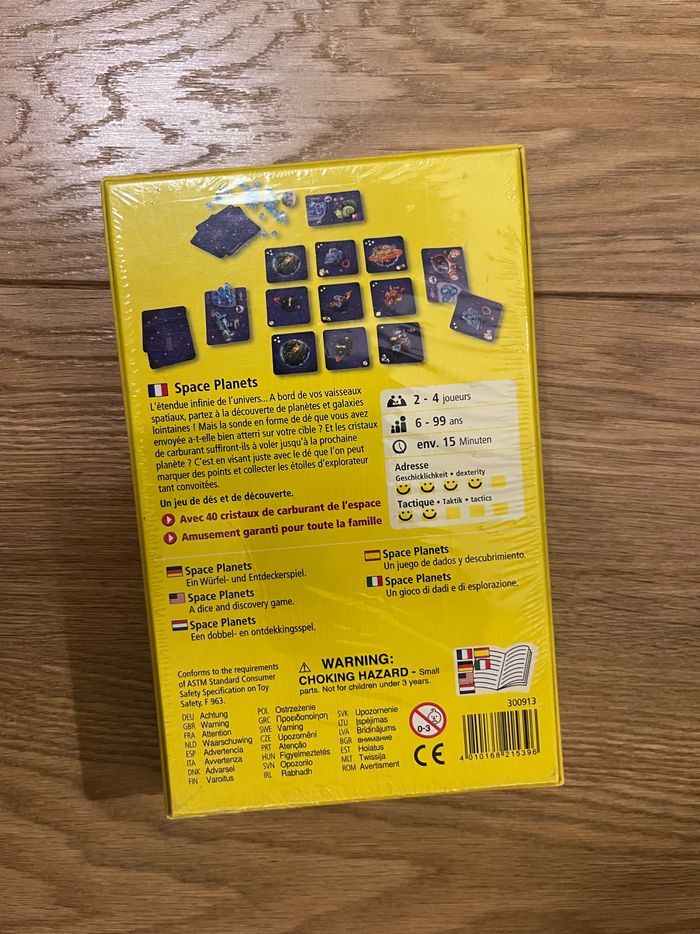 Space Planets
L'étendue infinie de l'univers... A bord de vos vaisseaux
spatiaux, partez à la découverte de planètes et galaxies
lointaines ! Mais la sonde en forme de dé que vous avez
envoyée a-t-elle bien atterri sur votre cible ? Et les cristaux
de carburant suffiront-ils à voler jusqu'à la prochaine
planète ? C'est en visant juste avec le dé que l'on peut
marquer des points et collecter les étoiles d'explorateur
tant convoitées.
Un jeu de dés et de découverte.
Avec 40 cristaux de carburant de l'espace
Amusement garanti pour toute la famille
2 - 4 joueurs
6 - 99 ans
env. 15 Minuten
Adresse
Geschicklichkeit • dexterity
Tactique • Taktik • tactics
Space Planets
Ein Würfel- und Entdeckerspiel.
Space Planets
A dice and discovery game.
Space Planets
Een dobbel- en ontdekkingsspel.
Space Planets
Un juego de dados y descubrimiento.
Space Planets
Un gioco di dadi e di esplorazione.
Conforms to the requirements
of ASTM Standard Consumer
Safety Specification on Toy
Safety, F 963.
WARNING:
CHOKING HAZARD - Small
parts. Not for children under 3 years.
DEU Achtung
GBR Warning
FRA Attention
NLD Waarschuwing
ESP Advertencia
ITA Avvertenza
DNK Advarsel
FIN Varoitus
POL Ostrzeżenie
GRC Προειδοποίηση
SWE Varning
CZE Upozornění
PRT Atenção
HUN Figyelmeztetés
SVN Opozorilo
IRL Rabhadh
SVK Upozornenie
LTU Įspėjimas
LVA Brīdinājums
BGR внимание
EST Hoiatus
MLT Twissija
ROM Avertisment
0-3
CE
300913
4 010168 215396